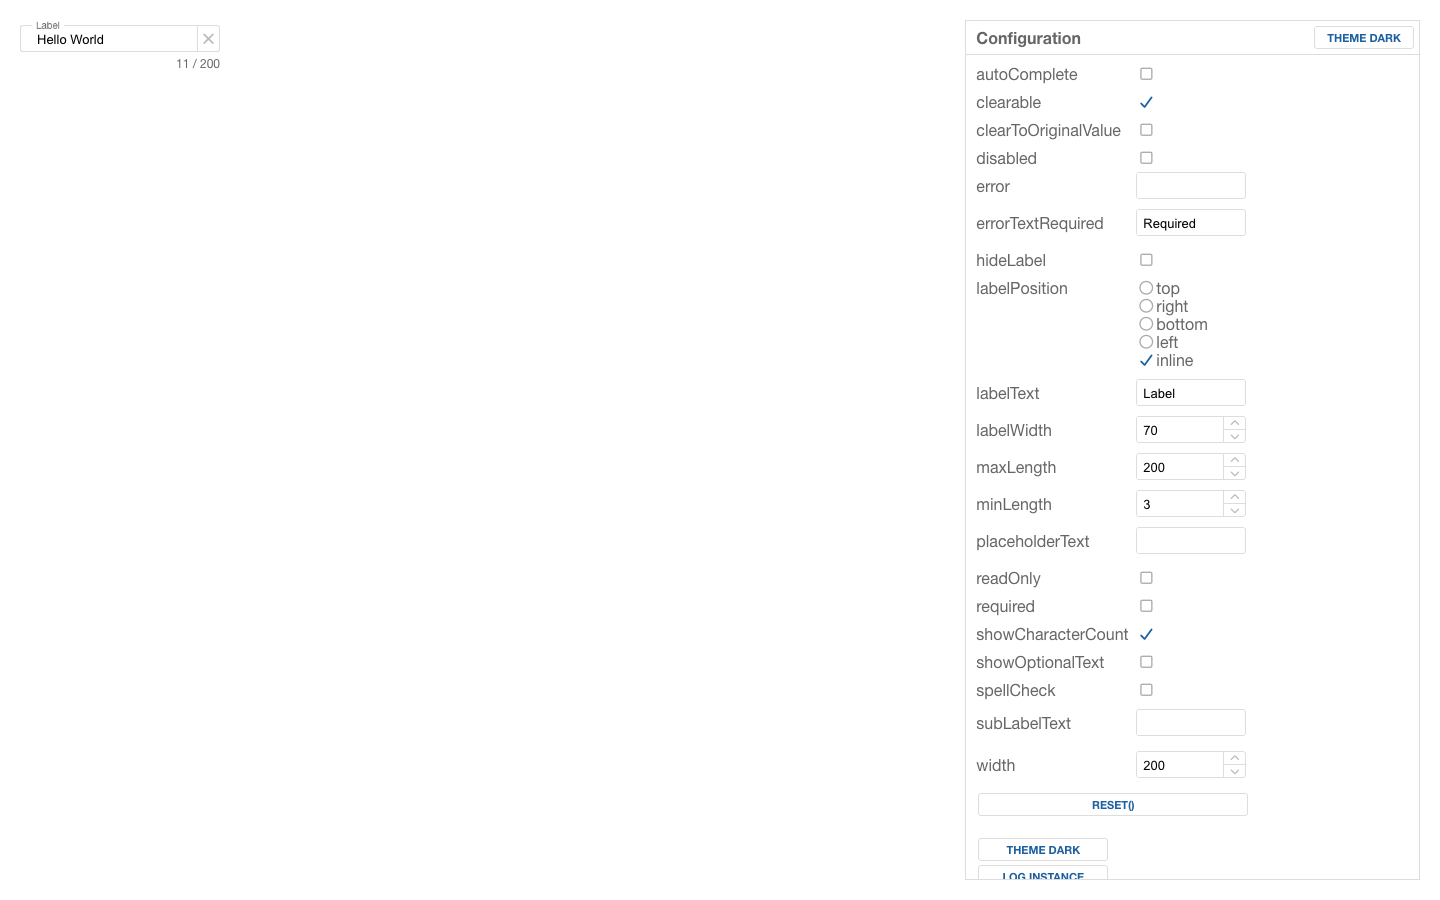 Label
Hello World
11 / 200
Configuration
THEME DARK
autoComplete
clearable
clearToOriginalValue
disabled
error
errorTextRequired Required
hideLabel
labelPosition top
right
bottom
left
inline
labelText Label
labelWidth 70
maxLength 200
minLength 3
placeholderText
readOnly
required
showCharacterCount
showOptionalText
spellCheck
subLabelText
width 200
RESET()
THEME DARK
LOG INSTANCE